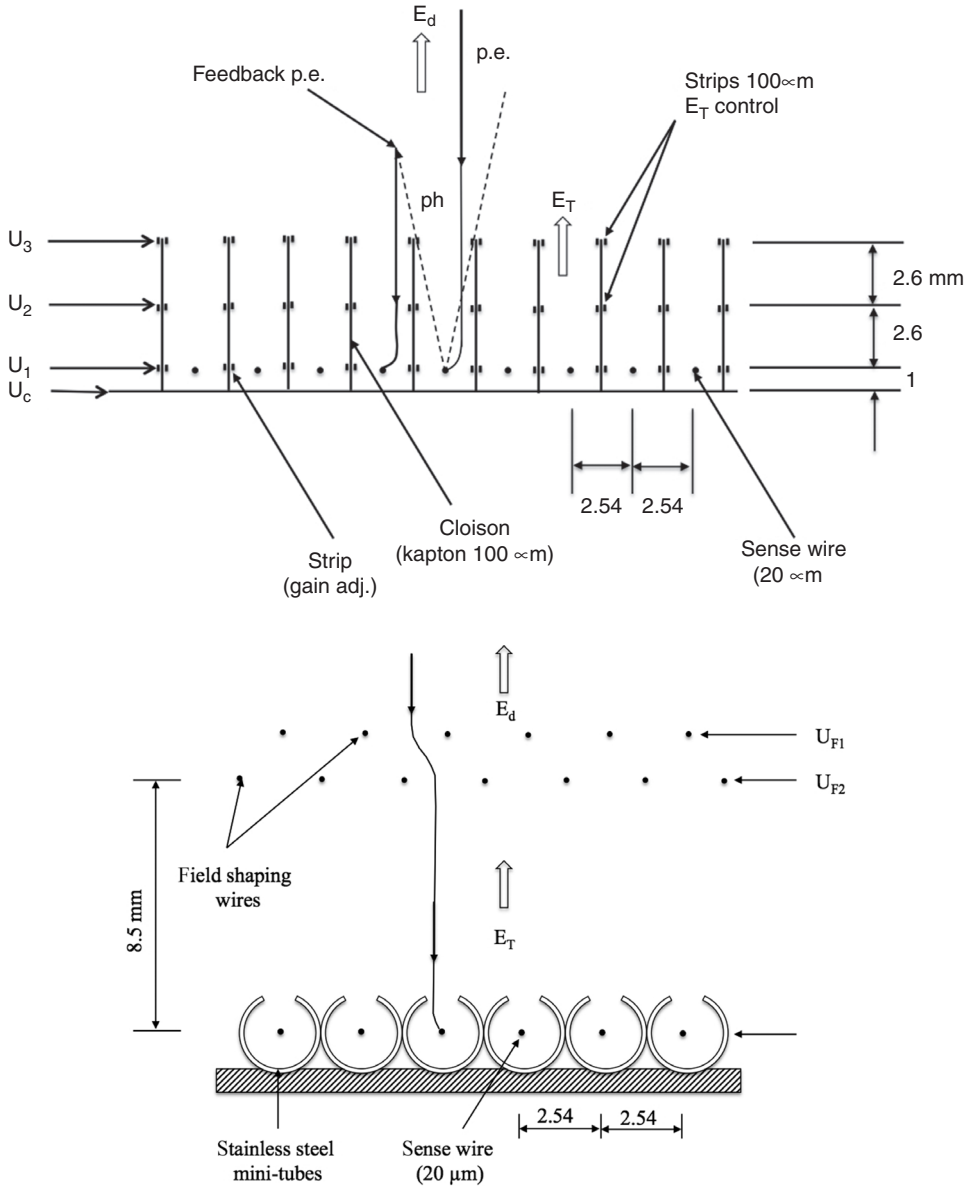 E_d
p.e.
Feedback p.e.
Strips 100∝m
E_T control
ph
E_T
U_3
2.6 mm
U_2
2.6
U_1
1
U_c
2.54 2.54
Cloison
(kapton 100 ∝m)
Strip
(gain adj.)
Sense wire
(20 ∝m
E_d
U_F1
U_F2
Field shaping
wires
8.5 mm
E_T
2.54 2.54
Stainless steel
mini-tubes
Sense wire
(20 µm)